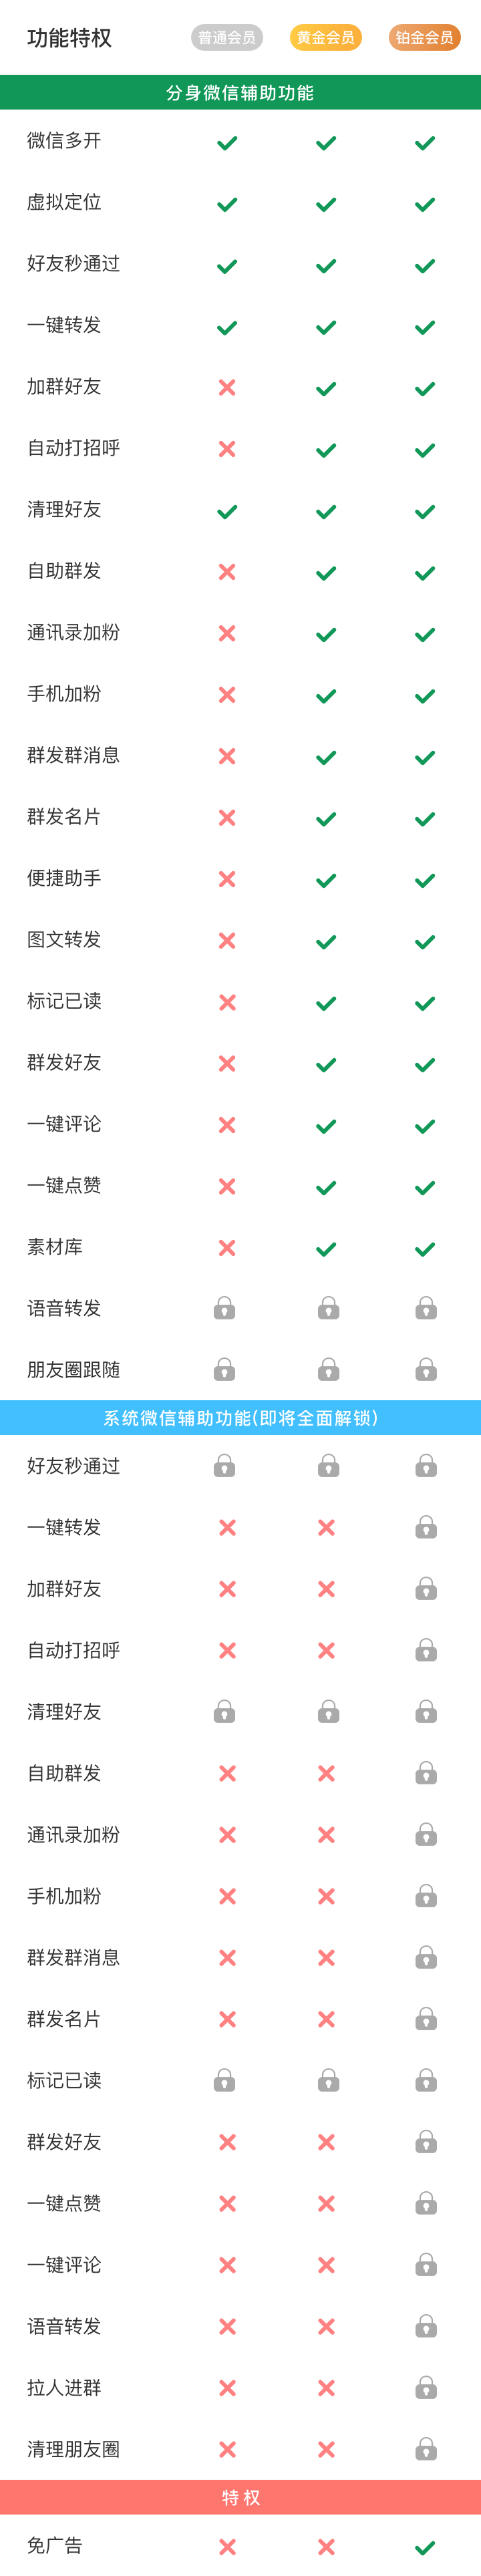 功能特权 普通会员 黄金会员 铂金会员
分身微信辅助功能
微信多开
虚拟定位
好友秒通过
一键转发
加群好友
自动打招呼
清理好友
自助群发
通讯录加粉
手机加粉
群发群消息
群发名片
便捷助手
图文转发
标记已读
群发好友
一键评论
一键点赞
素材库
语音转发
朋友圈跟随
系统微信辅助功能(即将全面解锁)
好友秒通过
一键转发
加群好友
自动打招呼
清理好友
自助群发
通讯录加粉
手机加粉
群发群消息
群发名片
标记已读
群发好友
一键点赞
一键评论
语音转发
拉人进群
清理朋友圈
特权
免广告